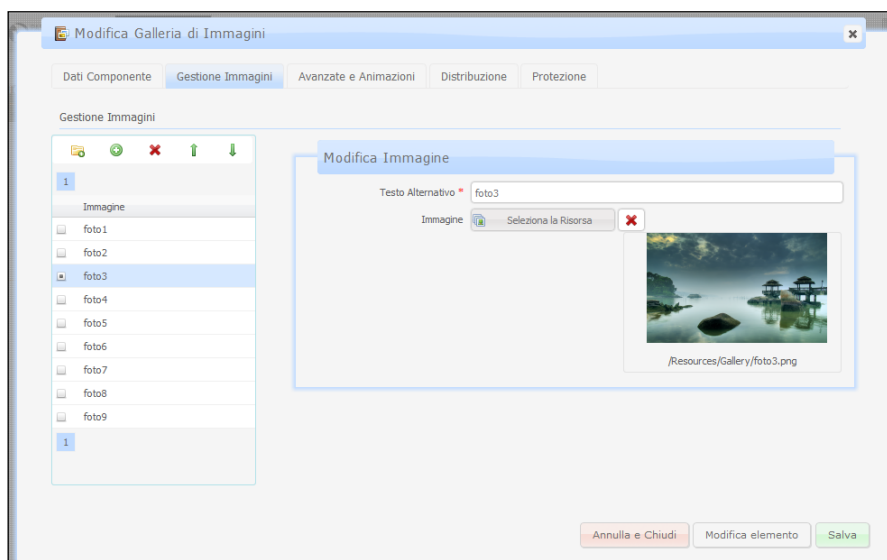 Modifica Galleria di Immagini
Dati Componente
Gestione Immagini
Avanzate e Animazioni
Distribuzione
Protezione
Gestione Immagini
1
Immagine
foto1
foto2
foto3
foto4
foto5
foto6
foto7
foto8
foto9
1
Modifica Immagine
Testo Alternativo * foto3
Immagine Seleziona la Risorsa
/Resources/Gallery/foto3.png
Annulla e Chiudi
Modifica elemento
Salva